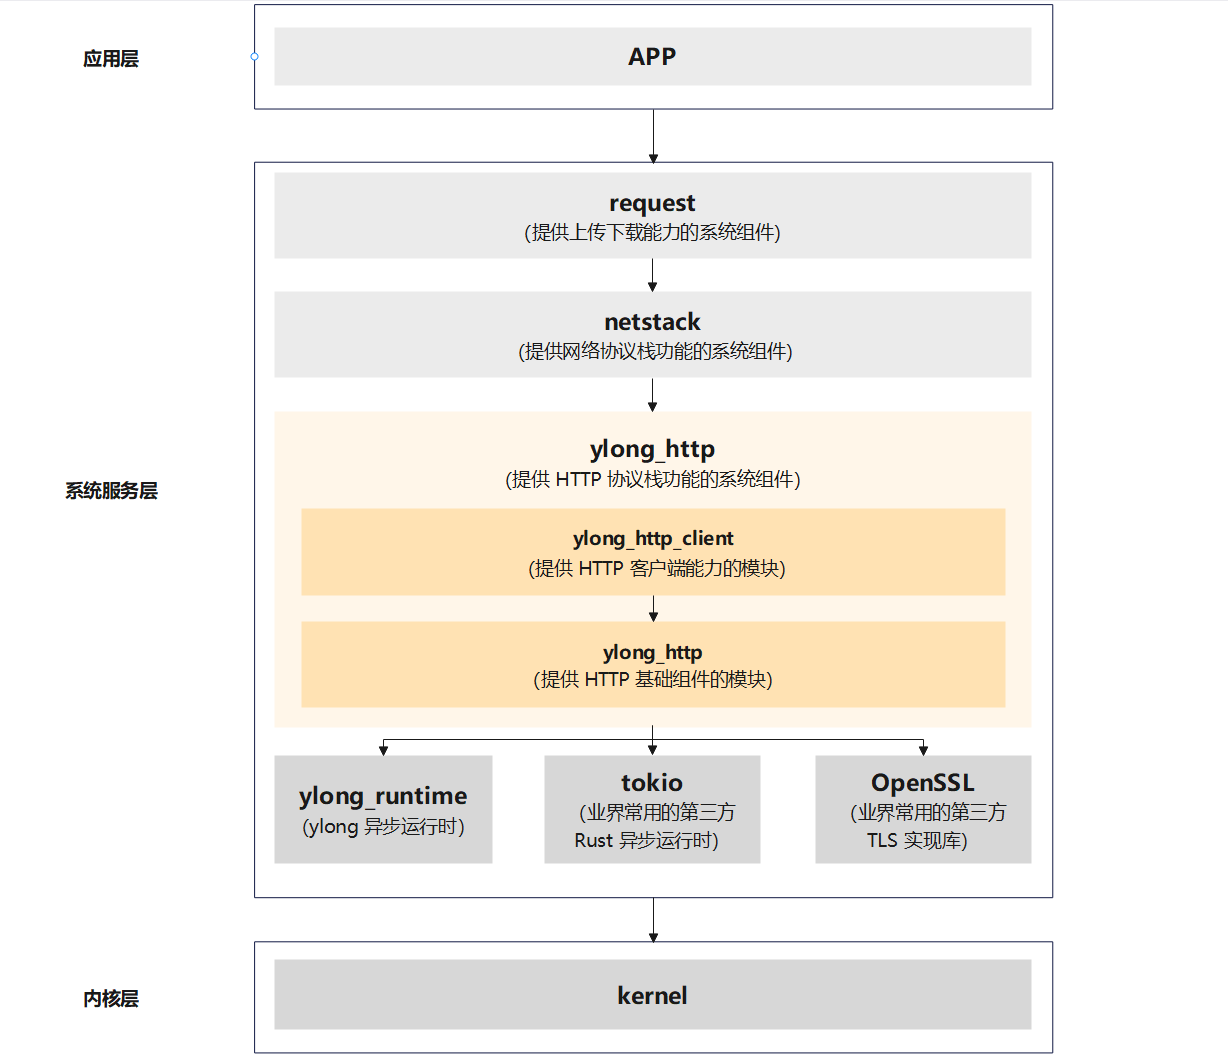 应用层
APP
系统服务层
request
(提供上传下载能力的系统组件)
netstack
(提供网络协议栈功能的系统组件)
ylong_http
(提供 HTTP 协议栈功能的系统组件)
ylong_http_client
(提供 HTTP 客户端能力的模块)
ylong_http
(提供 HTTP 基础组件的模块)
ylong_runtime
(ylong 异步运行时)
tokio
(业界常用的第三方
Rust 异步运行时)
OpenSSL
(业界常用的第三方
TLS 实现库)
内核层
kernel